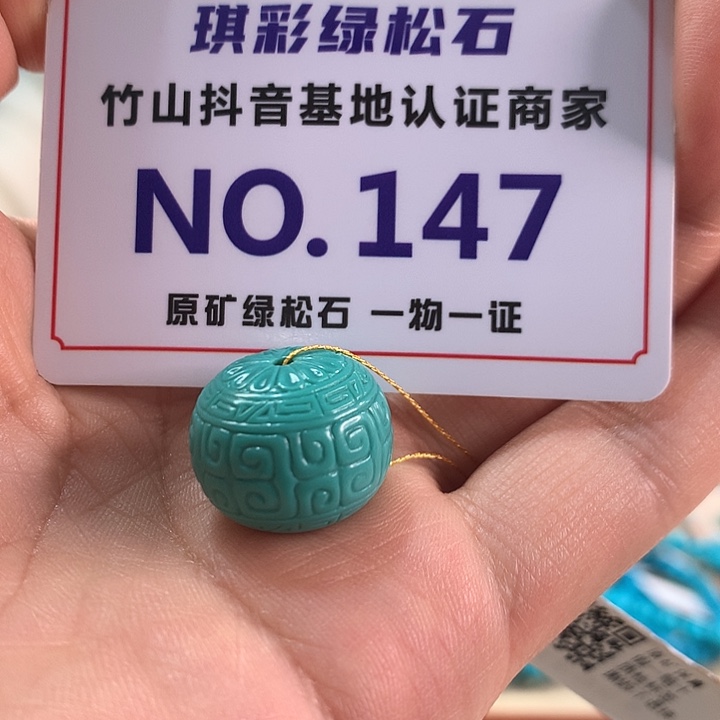 琪彩绿松石
竹山抖音基地认证商家
NO.147
原矿绿松石 一物一证